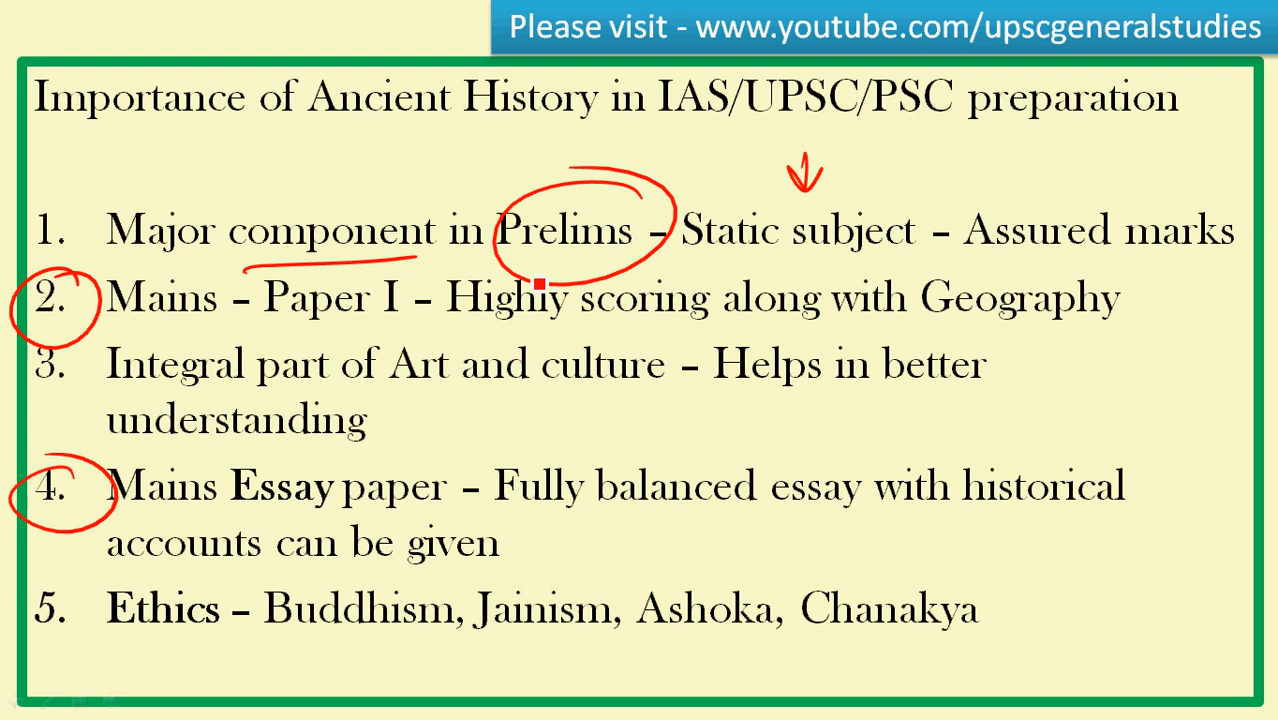 Please visit - www.youtube.com/upscgeneralstudies
Importance of Ancient History in IAS/UPSC/PSC preparation
1. Major component in Prelims – Static subject – Assured marks
2. Mains – Paper I – Highly scoring along with Geography
3. Integral part of Art and culture – Helps in better
understanding
4. Mains Essay paper – Fully balanced essay with historical
accounts can be given
5. Ethics – Buddhism, Jainism, Ashoka, Chanakya